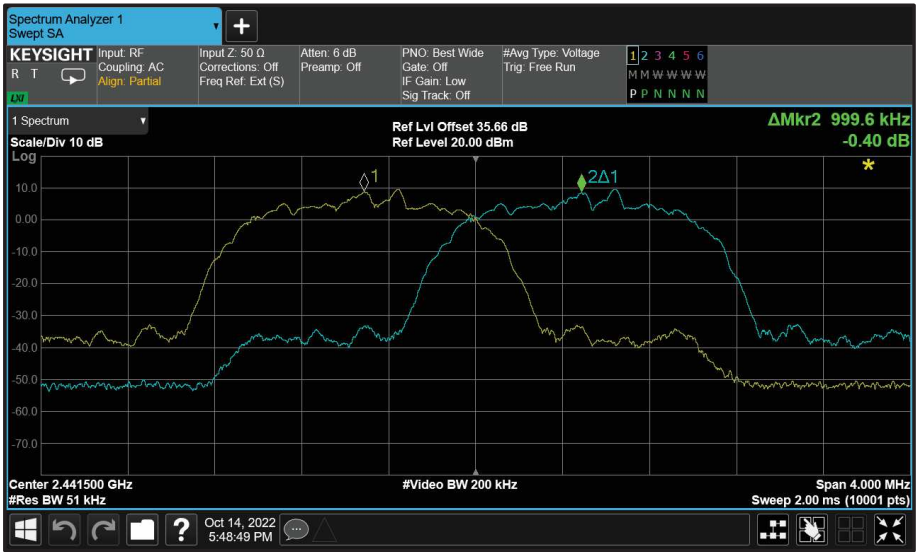 Spectrum Analyzer 1
Swept SA
+
KEYSIGHT
R T
LXI
Input: RF
Coupling: AC
Align: Partial
Input Z: 50 Ω
Corrections: Off
Freq Ref: Ext (S)
Atten: 6 dB
Preamp: Off
PNO: Best Wide
Gate: Off
IF Gain: Low
Sig Track: Off
#Avg Type: Voltage
Trig: Free Run
1 2 3 4 5 6
M M W W W W
P P N N N N
1 Spectrum
Scale/Div 10 dB
Log
Ref Lvl Offset 35.66 dB
Ref Level 20.00 dBm
ΔMkr2 999.6 kHz
-0.40 dB
*
1
2Δ1
10.0
0.00
-10.0
-20.0
-30.0
-40.0
-50.0
-60.0
-70.0
Center 2.441500 GHz
#Res BW 51 kHz
#Video BW 200 kHz
Span 4.000 MHz
Sweep 2.00 ms (10001 pts)
?
Oct 14, 2022
5:48:49 PM